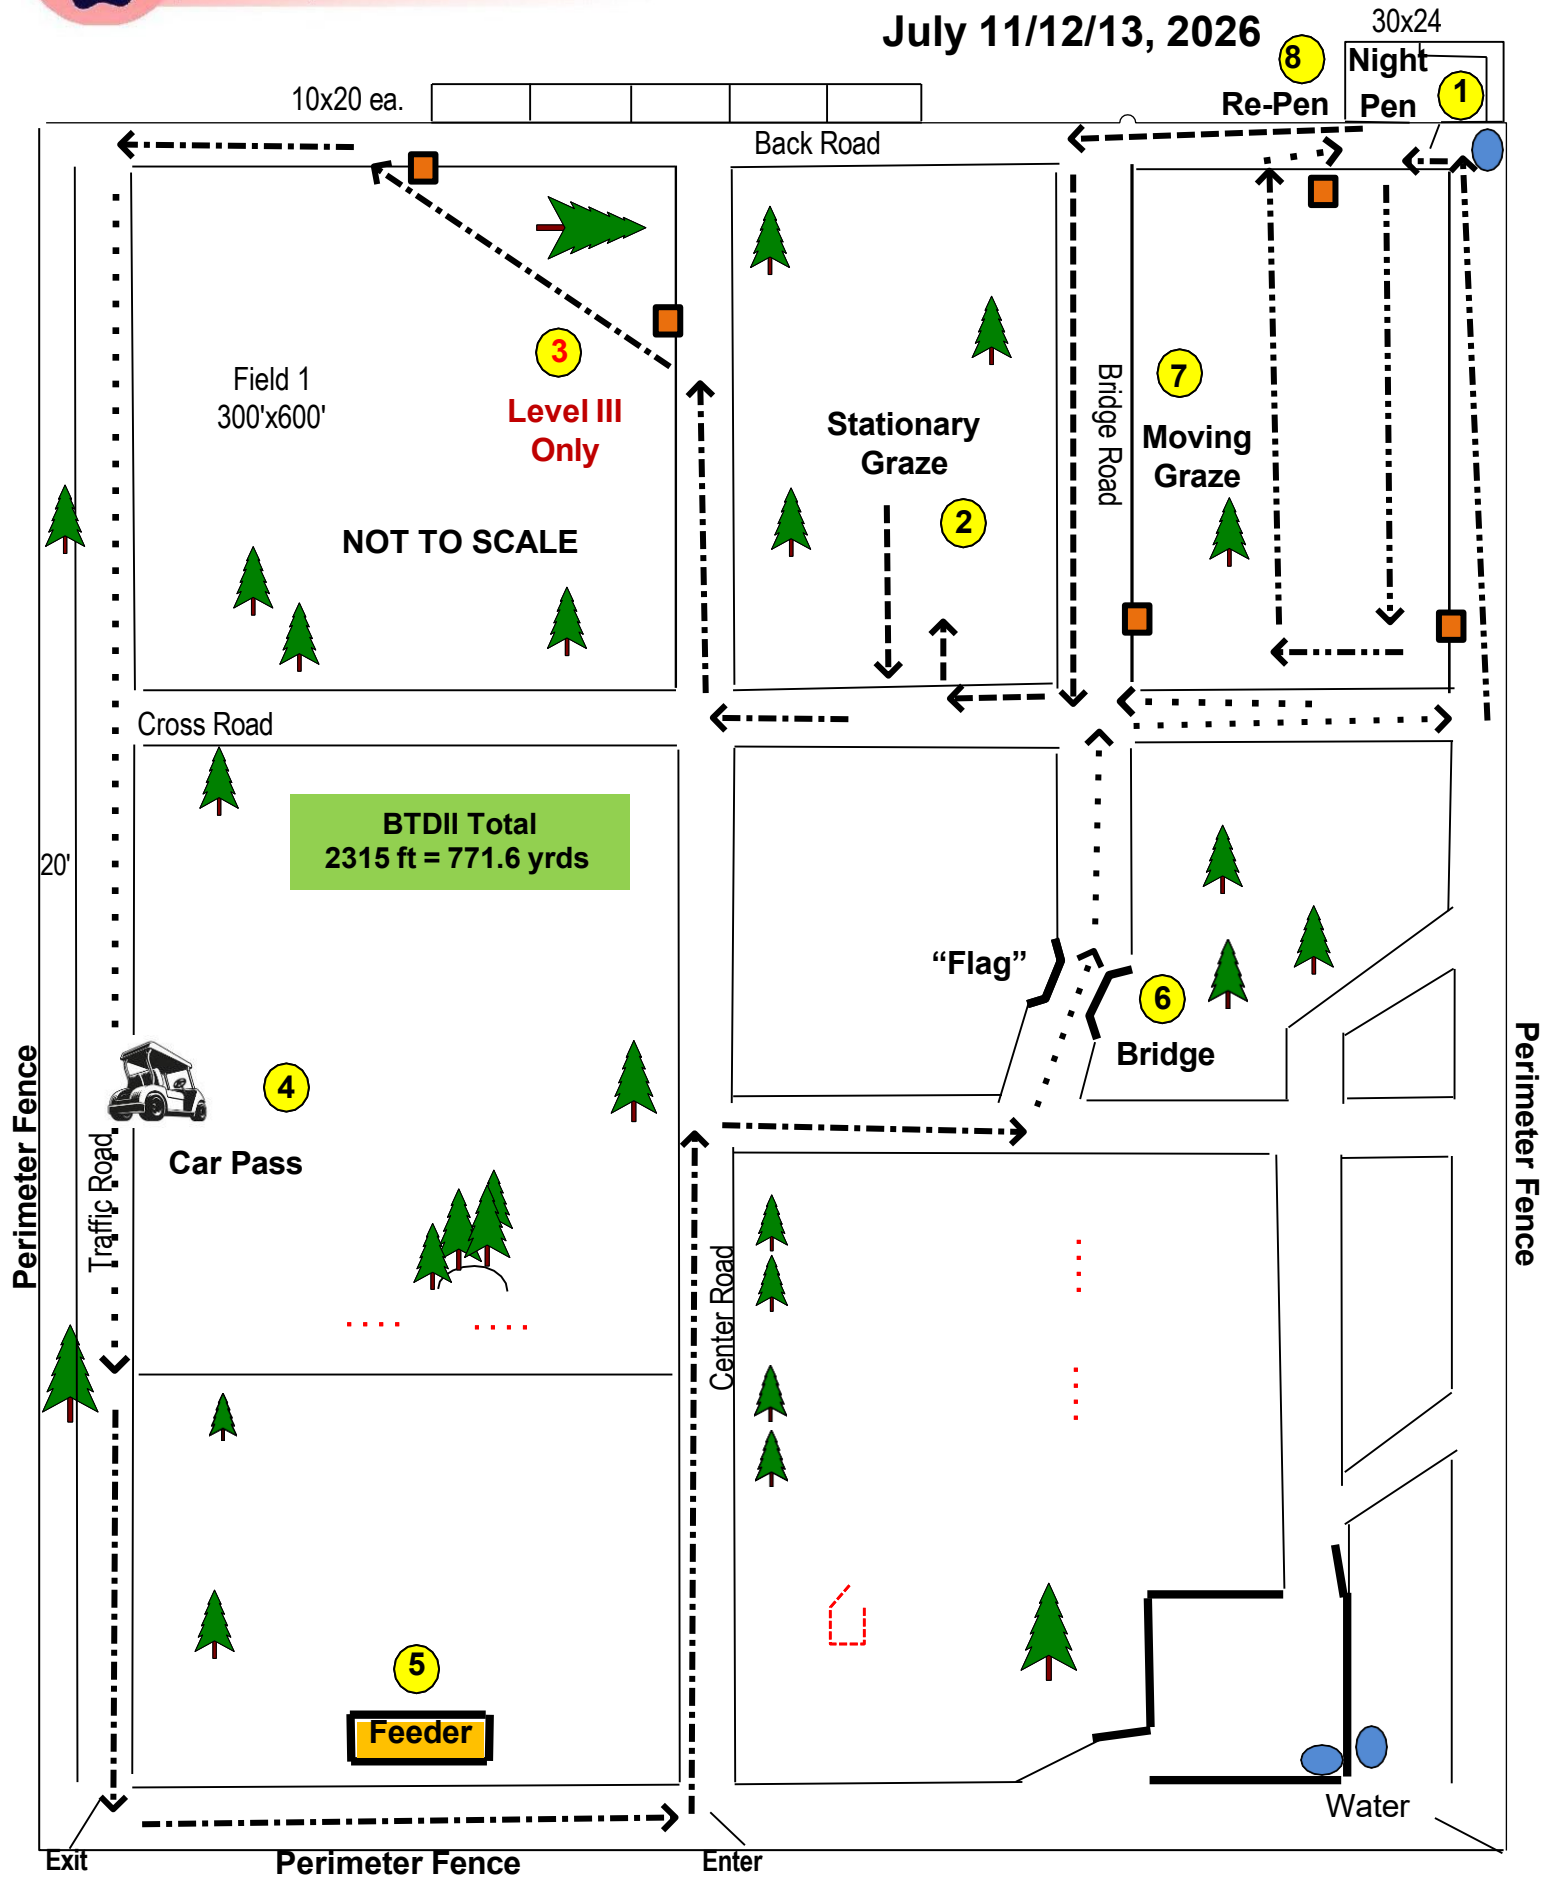 July 11/12/13, 2026
30x24
8
Night
Pen
1
Re-Pen
10x20 ea.
Back Road
3
Level III
Only
Field 1
300'x600'
NOT TO SCALE
Stationary
Graze
2
Bridge Road
7
Moving
Graze
Cross Road
BTDII Total
2315 ft = 771.6 yrds
20'
“Flag”
6
Bridge
4
Car Pass
Perimeter Fence
Traffic Road
Center Road
Perimeter Fence
5
Feeder
Water
Exit
Perimeter Fence
Enter